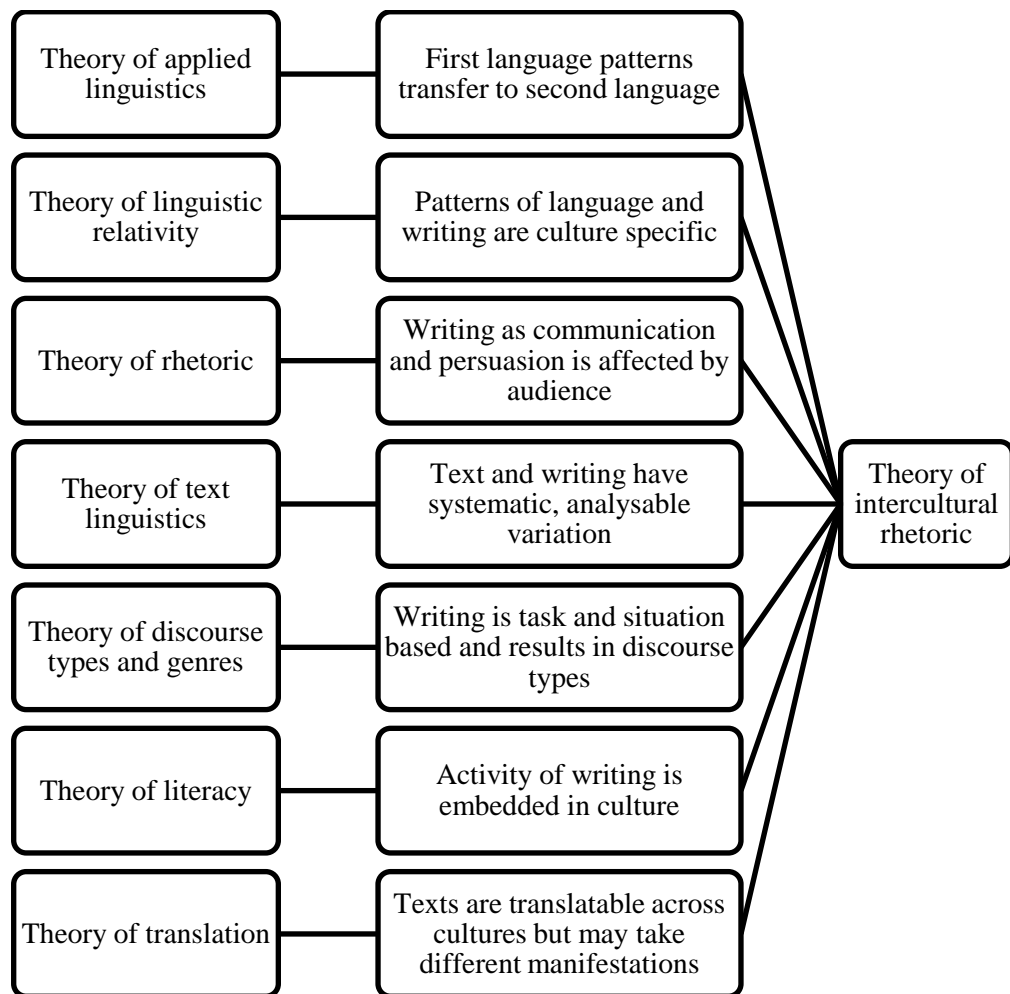 Theory of applied
linguistics
First language patterns
transfer to second language
Theory of linguistic
relativity
Patterns of language and
writing are culture specific
Theory of rhetoric
Writing as communication
and persuasion is affected by
audience
Theory of text
linguistics
Text and writing have
systematic, analysable
variation
Theory of
intercultural
rhetoric
Theory of discourse
types and genres
Writing is task and situation
based and results in discourse
types
Theory of literacy
Activity of writing is
embedded in culture
Theory of translation
Texts are translatable across
cultures but may take
different manifestations